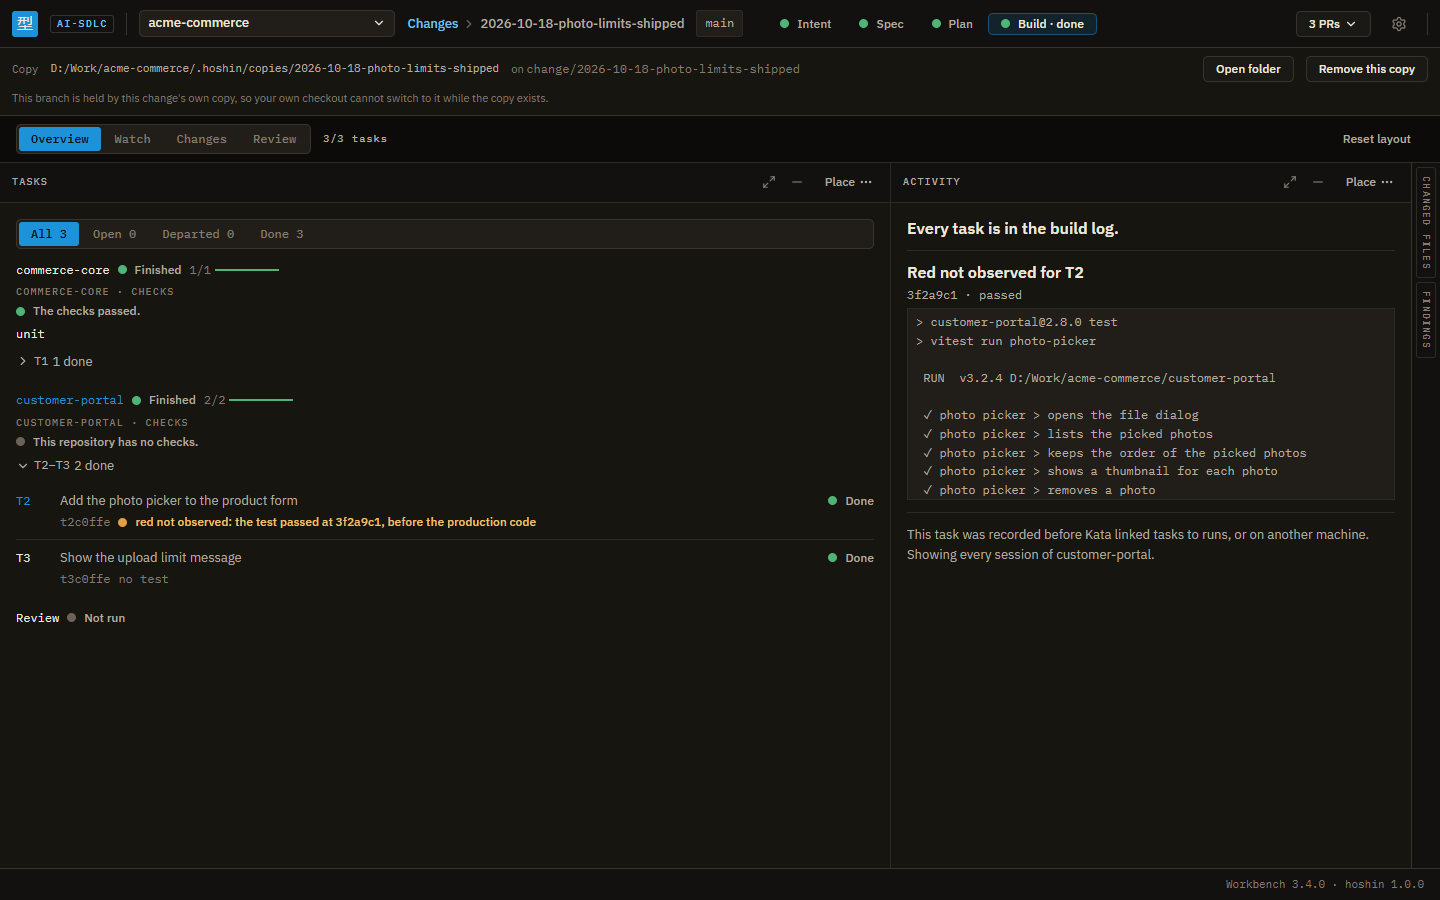 型 AI-SDLC acme-commerce Changes > 2026-10-18-photo-limits-shipped main Intent Spec Plan Build · done 3 PRs
Copy D:/Work/acme-commerce/.hoshin/copies/2026-10-18-photo-limits-shipped on change/2026-10-18-photo-limits-shipped Open folder Remove this copy
This branch is held by this change's own copy, so your own checkout cannot switch to it while the copy exists.
Overview Watch Changes Review 3/3 tasks Reset layout
TASKS Place ···
All 3 Open 0 Departed 0 Done 3
commerce-core Finished 1/1
COMMERCE-CORE · CHECKS
The checks passed.
unit
T1 1 done
customer-portal Finished 2/2
CUSTOMER-PORTAL · CHECKS
This repository has no checks.
T2–T3 2 done
T2 Add the photo picker to the product form Done
t2c0ffe red not observed: the test passed at 3f2a9c1, before the production code
T3 Show the upload limit message Done
t3c0ffe no test
Review Not run
ACTIVITY Place ···
Every task is in the build log.
Red not observed for T2
3f2a9c1 · passed
> customer-portal@2.8.0 test
> vitest run photo-picker
RUN v3.2.4 D:/Work/acme-commerce/customer-portal
✓ photo picker > opens the file dialog
✓ photo picker > lists the picked photos
✓ photo picker > keeps the order of the picked photos
✓ photo picker > shows a thumbnail for each photo
✓ photo picker > removes a photo
This task was recorded before Kata linked tasks to runs, or on another machine.
Showing every session of customer-portal.
CHANGED FILES
FINDINGS
Workbench 3.4.0 · hoshin 1.0.0